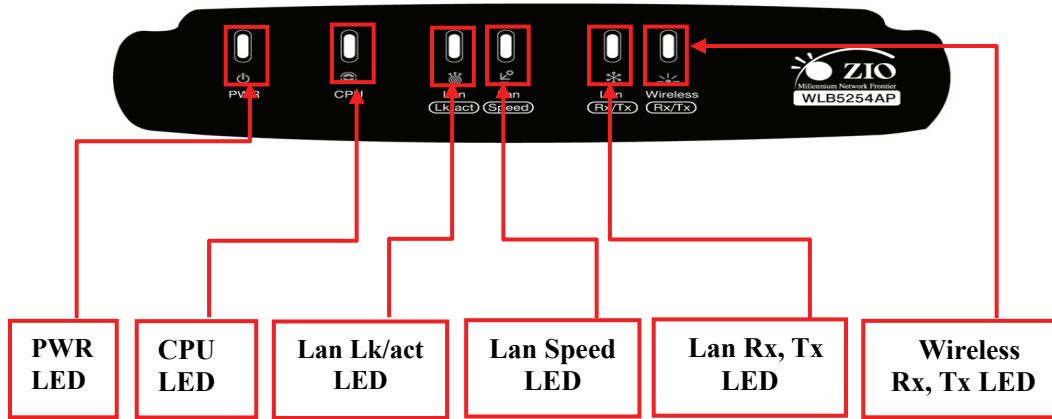 PWR
CPU
Lan
Lk/act
Lan
Speed
Lan
Rx/Tx
Wireless
Rx/Tx
ZIO
Millennium Network Frontier
WLB5254AP
PWR
LED
CPU
LED
Lan Lk/act
LED
Lan Speed
LED
Lan Rx, Tx
LED
Wireless
Rx, Tx LED